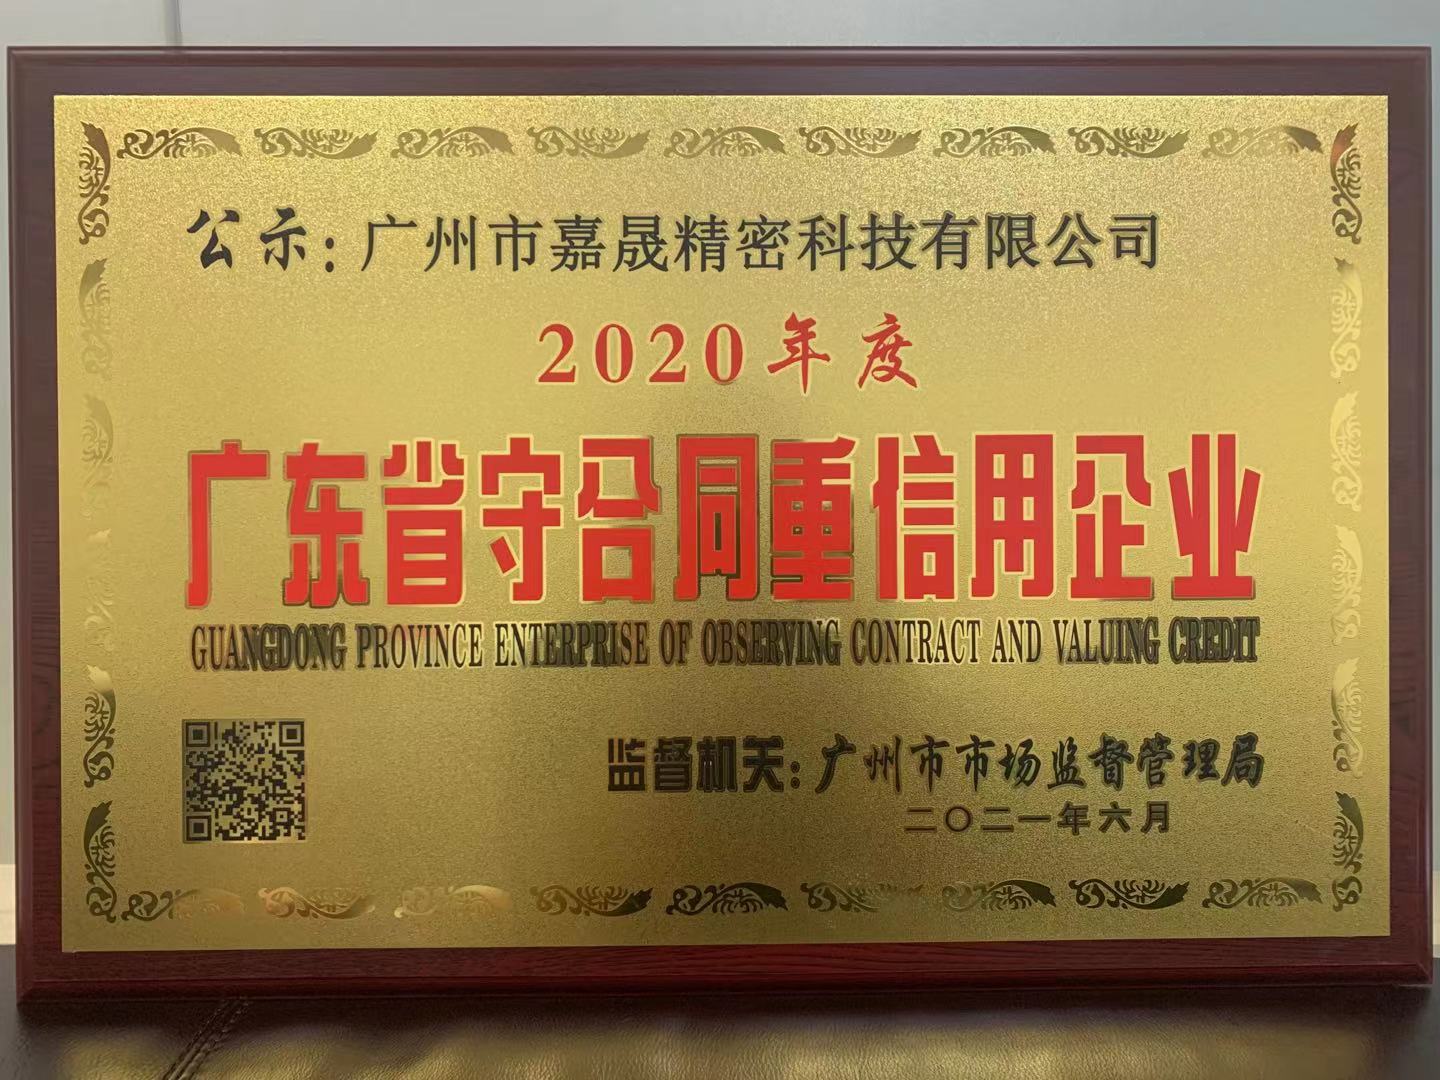 公示：广州市嘉晟精密科技有限公司
2020年度
广东省守合同重信用企业
GUANGDONG PROVINCE ENTERPRISE OF OBSERVING CONTRACT AND VALUING CREDIT
监督机关：广州市市场监督管理局
二〇二一年六月